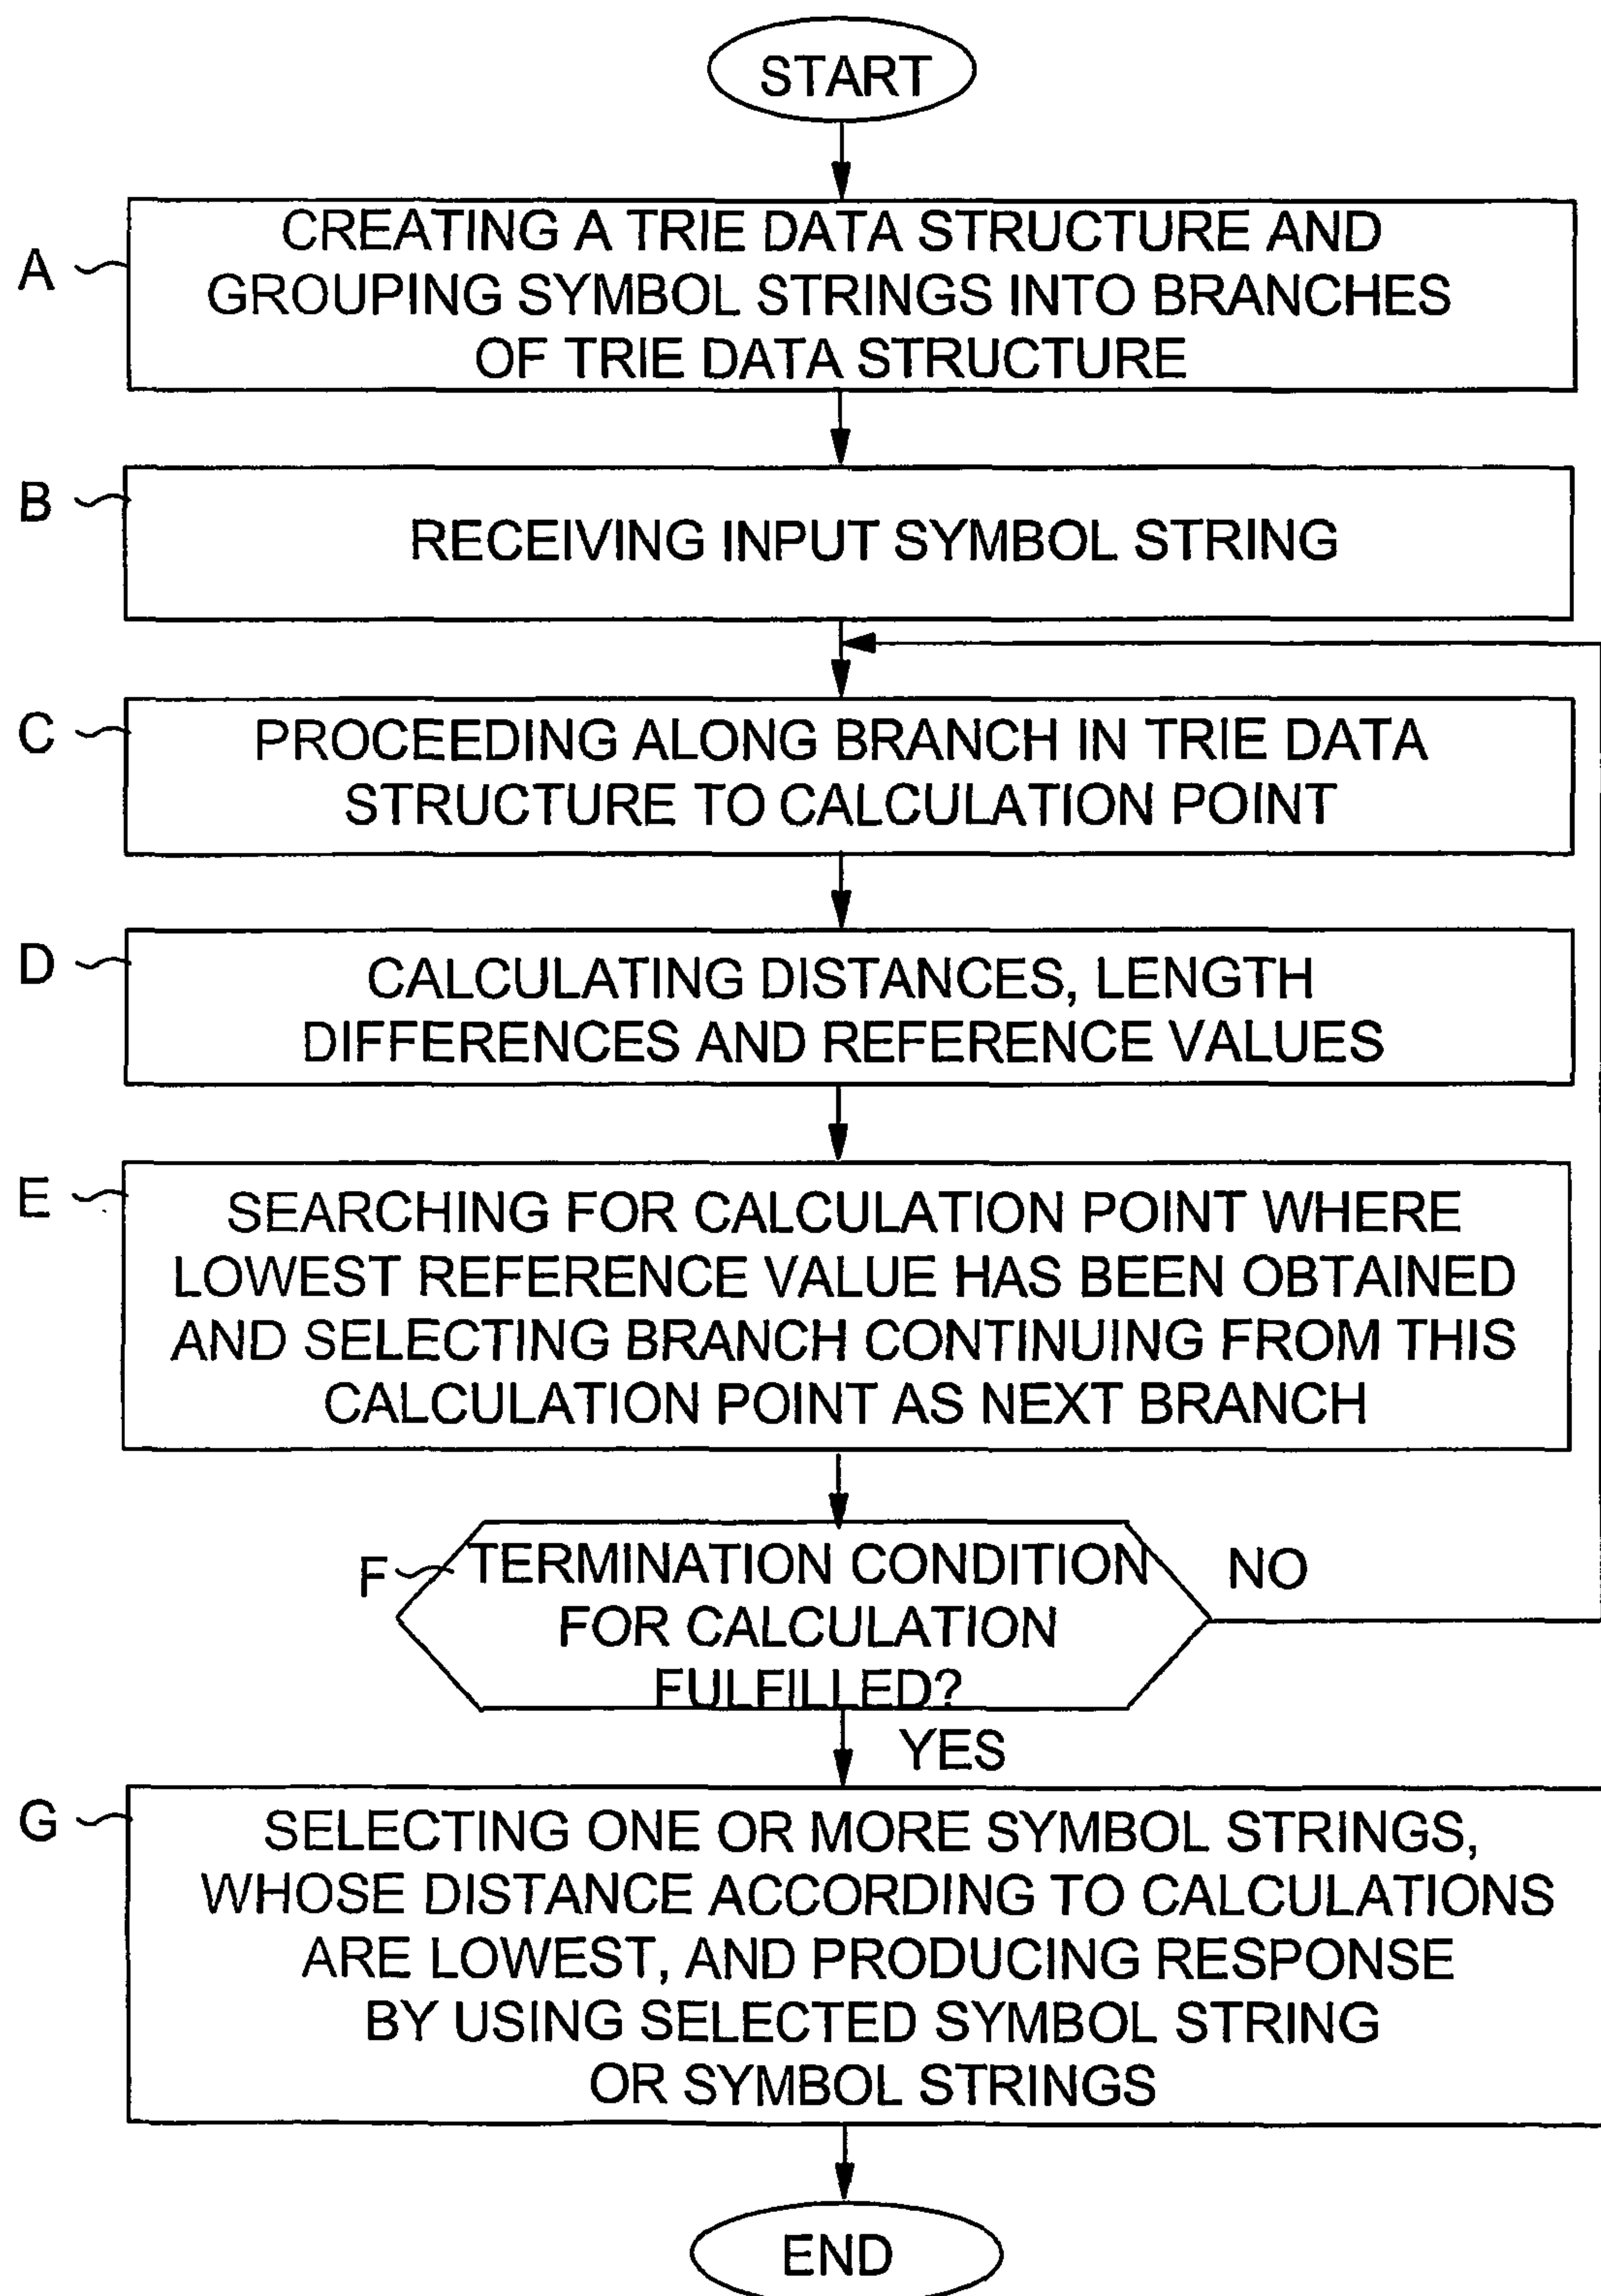 START
A
CREATING A TRIE DATA STRUCTURE AND
GROUPING SYMBOL STRINGS INTO BRANCHES
OF TRIE DATA STRUCTURE
B
RECEIVING INPUT SYMBOL STRING
C
PROCEEDING ALONG BRANCH IN TRIE DATA
STRUCTURE TO CALCULATION POINT
D
CALCULATING DISTANCES, LENGTH
DIFFERENCES AND REFERENCE VALUES
E
SEARCHING FOR CALCULATION POINT WHERE
LOWEST REFERENCE VALUE HAS BEEN OBTAINED
AND SELECTING BRANCH CONTINUING FROM THIS
CALCULATION POINT AS NEXT BRANCH
F
TERMINATION CONDITION
FOR CALCULATION
FULFILLED?
NO
YES
G
SELECTING ONE OR MORE SYMBOL STRINGS,
WHOSE DISTANCE ACCORDING TO CALCULATIONS
ARE LOWEST, AND PRODUCING RESPONSE
BY USING SELECTED SYMBOL STRING
OR SYMBOL STRINGS
END